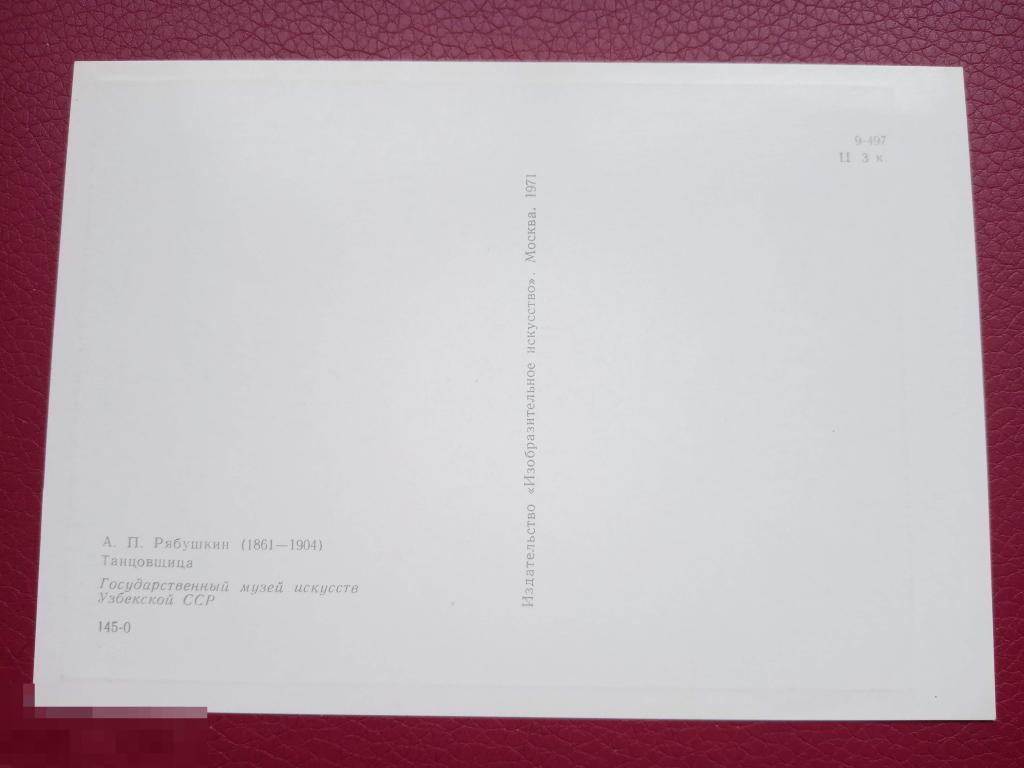 9-497
Ц 3 к.
Издательство «Изобразительное искусство». Москва. 1971
А. П. Рябушкин (1861—1904)
Танцовщица
Государственный музей искусств
Узбекской ССР
145-0